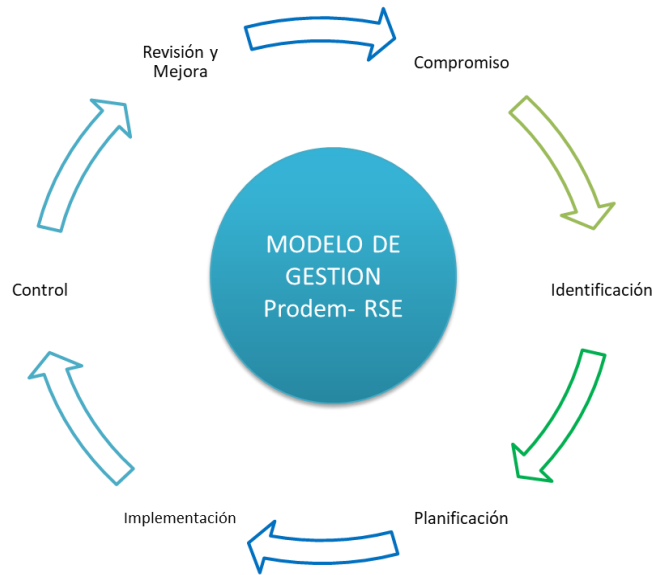 Revisión y
Mejora
Compromiso
MODELO DE
GESTION
Prodem- RSE
Control
Identificación
Implementación
Planificación